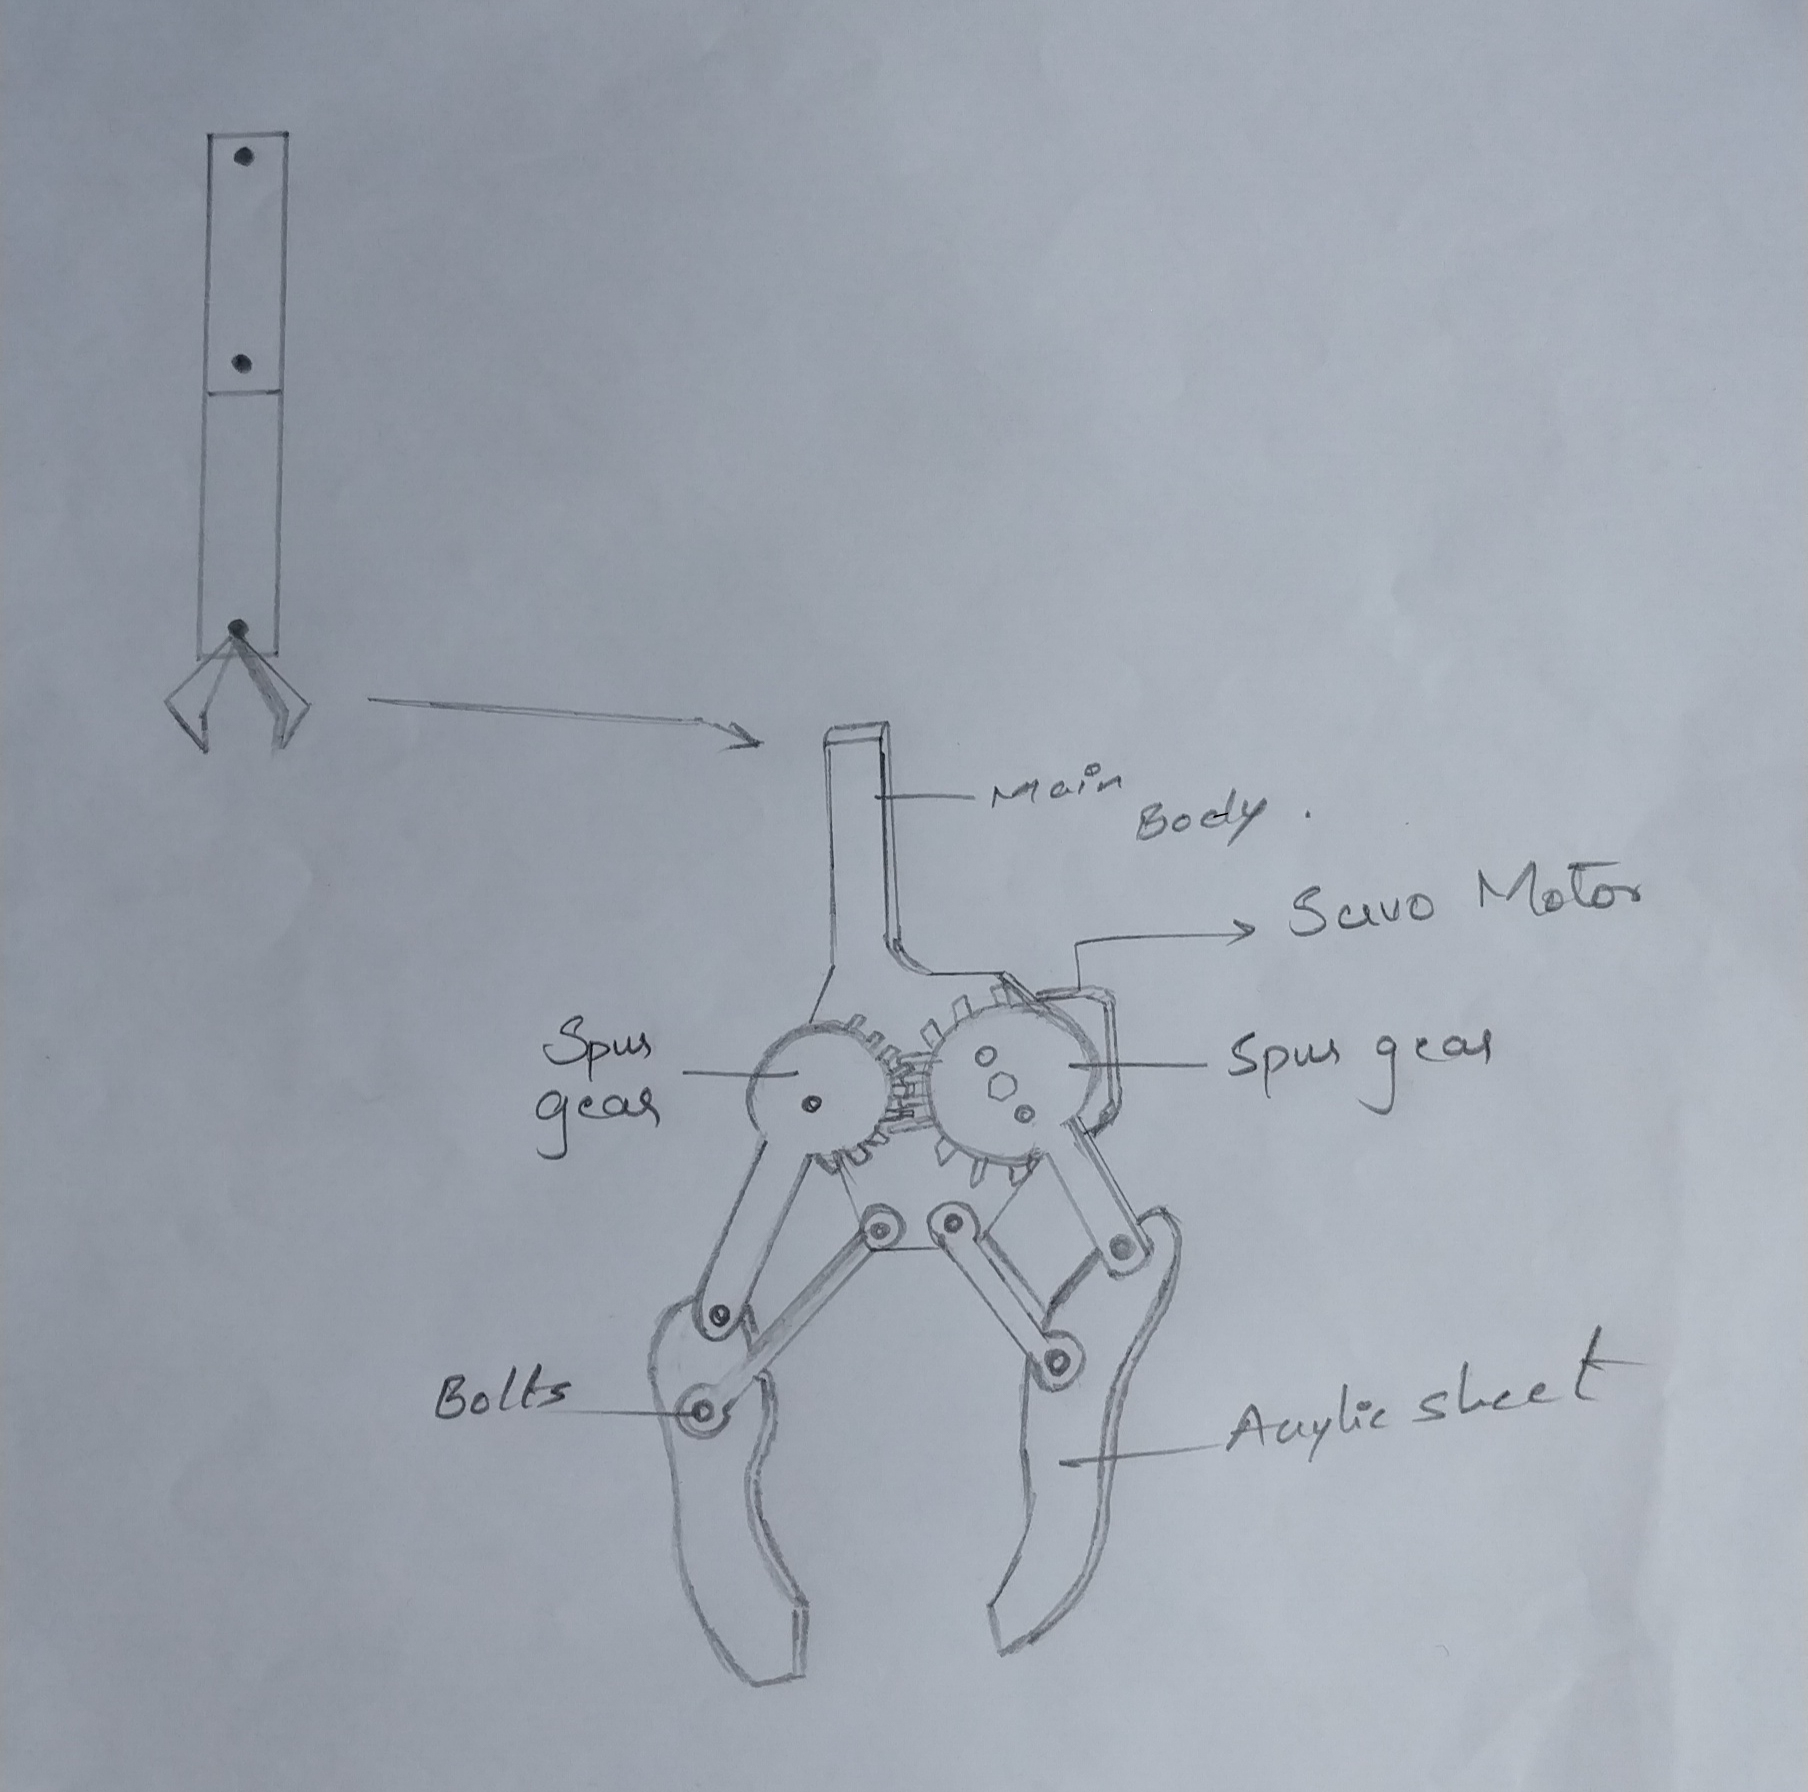 Main
Body.
Servo Motor
Spur
gear
Spur gear
Bolts
Acrylic sheet